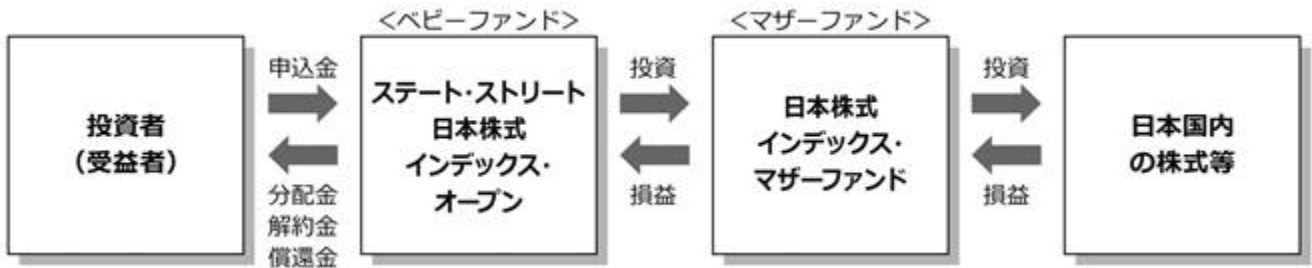 <ベビーファンド>
<マザーファンド>
投資者
（受益者）
申込金
分配金
解約金
償還金
ステート・ストリート
日本株式
インデックス・
オープン
投資
損益
日本株式
インデックス・
マザーファンド
投資
損益
日本国内
の株式等